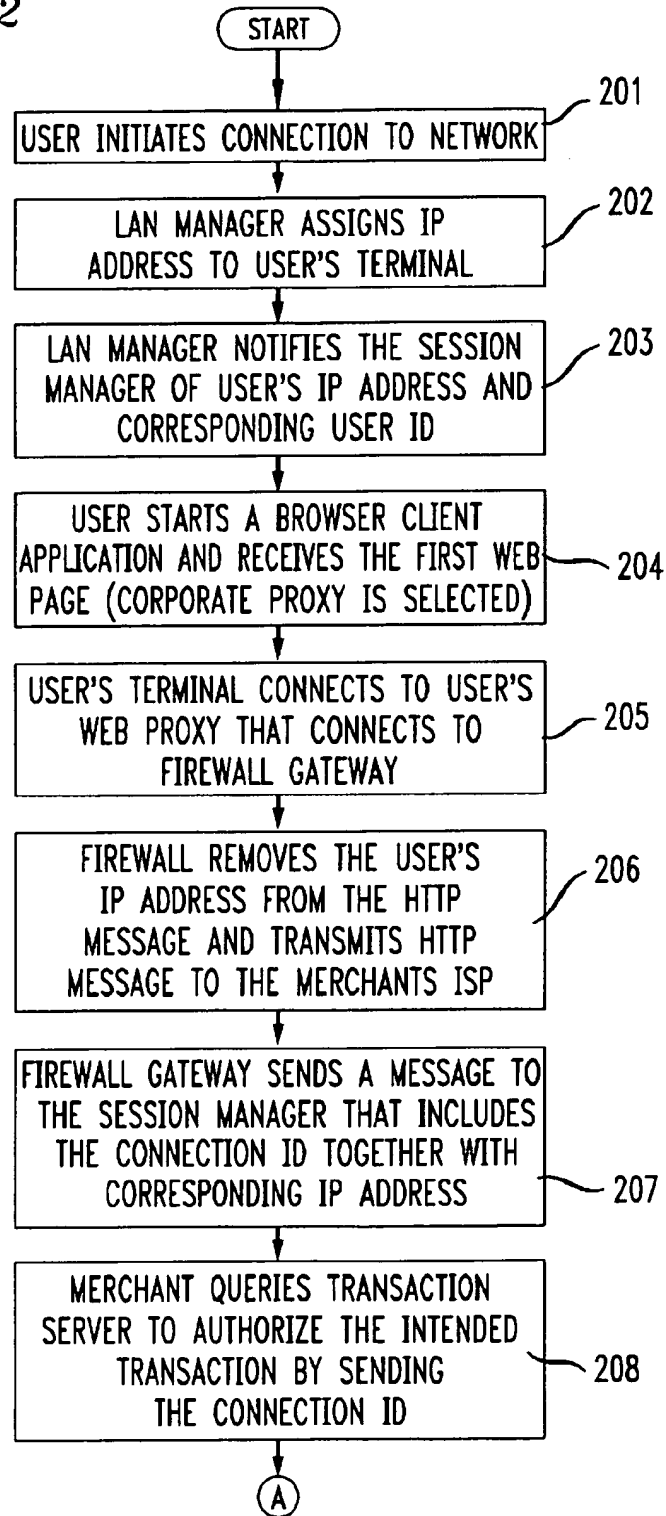 2
START
201
USER INITIATES CONNECTION TO NETWORK
202
LAN MANAGER ASSIGNS IP
ADDRESS TO USER'S TERMINAL
203
LAN MANAGER NOTIFIES THE SESSION
MANAGER OF USER'S IP ADDRESS AND
CORRESPONDING USER ID
USER STARTS A BROWSER CLIENT
APPLICATION AND RECEIVES THE FIRST WEB
PAGE (CORPORATE PROXY IS SELECTED)
204
USER'S TERMINAL CONNECTS TO USER'S
WEB PROXY THAT CONNECTS TO
FIREWALL GATEWAY
205
FIREWALL REMOVES THE USER'S
IP ADDRESS FROM THE HTTP
MESSAGE AND TRANSMITS HTTP
MESSAGE TO THE MERCHANTS ISP
206
FIREWALL GATEWAY SENDS A MESSAGE TO
THE SESSION MANAGER THAT INCLUDES
THE CONNECTION ID TOGETHER WITH
CORRESPONDING IP ADDRESS
207
MERCHANT QUERIES TRANSACTION
SERVER TO AUTHORIZE THE INTENDED
TRANSACTION BY SENDING
THE CONNECTION ID
208
A